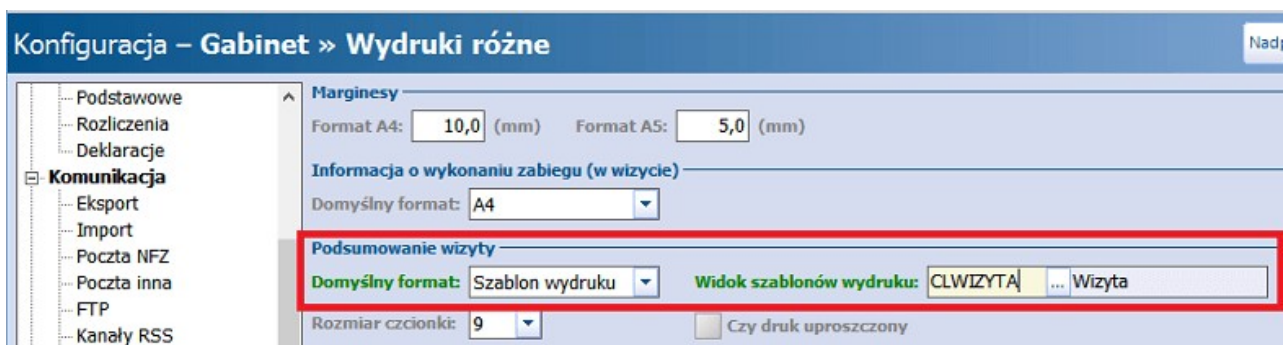 Konfiguracja – Gabinet » Wydruki różne
Podstawowe
Rozliczenia
Deklaracje
Komunikacja
Eksport
Import
Poczta NFZ
Poczta inna
FTP
Kanały RSS
Marginesy
Format A4: 10,0 (mm) Format A5: 5,0 (mm)
Informacja o wykonaniu zabiegu (w wizycie)
Domyślny format: A4
Podsumowanie wizyty
Domyślny format: Szablon wydruku Widok szablonów wydruku: CLWIZYTA ... Wizyta
Rozmiar czcionki: 9 Czy druk uproszczony